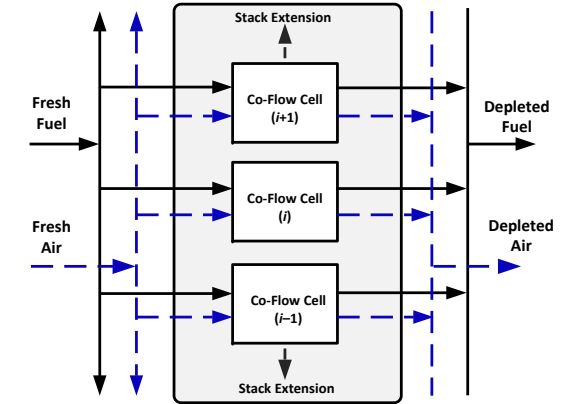 Stack Extension
Co-Flow Cell
(i+1)
Fresh
Fuel
Depleted
Fuel
Co-Flow Cell
(i)
Fresh
Air
Depleted
Air
Co-Flow Cell
(i–1)
Stack Extension